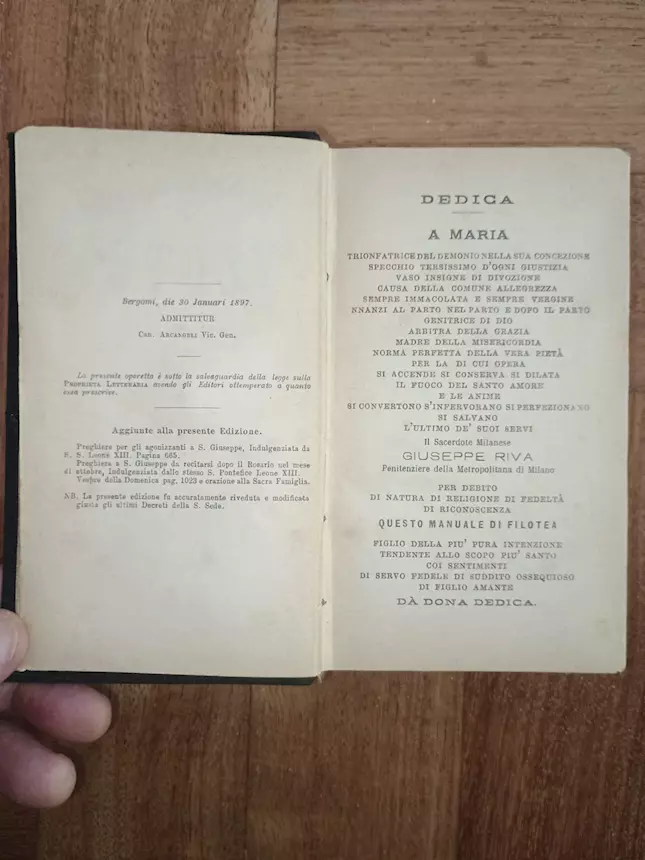 Bergomi, die 30 Januari 1897.
ADMITTITUR
Can. Arcangeli Vic. Gen.
La presente operetta è sotto la salvaguardia della legge sulla
Proprietà Letteraria avendo gli Editori ottemperato a quanto
essa prescrive.
Aggiunte alla presente Edizione.
Preghiere per gli agonizzanti a S. Giuseppe, Indulgenziata da
S. S. Leone XIII. Pagina 665.
Preghiera a S. Giuseppe da recitarsi dopo il Rosario nel mese
di ottobre, Indulgenziata dallo stesso S. Pontefice Leone XIII.
Vespro della Domenica pag. 1023 e orazione alla Sacra Famiglia.
NB. La presente edizione fu accuratamente riveduta e modificata
giusta gli ultimi Decreti della S. Sede.
DEDICA
A MARIA
TRIONFATRICE DEL DEMONIO NELLA SUA CONCEZIONE
SPECCHIO TERSISSIMO D'OGNI GIUSTIZIA
VASO INSIGNE DI DIVOZIONE
CAUSA DELLA COMUNE ALLEGREZZA
SEMPRE IMMACOLATA E SEMPRE VERGINE
NNANZI AL PARTO NEL PARTO E DOPO IL PARTO
GENITRICE DI DIO
ARBITRA DELLA GRAZIA
MADRE DELLA MISERICORDIA
NORMA PERFETTA DELLA VERA PIETÀ
PER LA DI CUI OPERA
SI ACCENDE SI CONSERVA SI DILATA
IL FUOCO DEL SANTO AMORE
E LE ANIME
SI CONVERTONO S'INFERVORANO SI PERFEZIONANO
SI SALVANO
L'ULTIMO DE' SUOI SERVI
Il Sacerdote Milanese
GIUSEPPE RIVA
Penitenziere della Metropolitana di Milano
PER DEBITO
DI NATURA DI RELIGIONE DI FEDELTÀ
DI RICONOSCENZA
QUESTO MANUALE DI FILOTEA
FIGLIO DELLA PIU' PURA INTENZIONE
TENDENTE ALLO SCOPO PIU' SANTO
COI SENTIMENTI
DI SERVO FEDELE DI SUDDITO OSSEQUIOSO
DI FIGLIO AMANTE
DÀ DONA DEDICA.